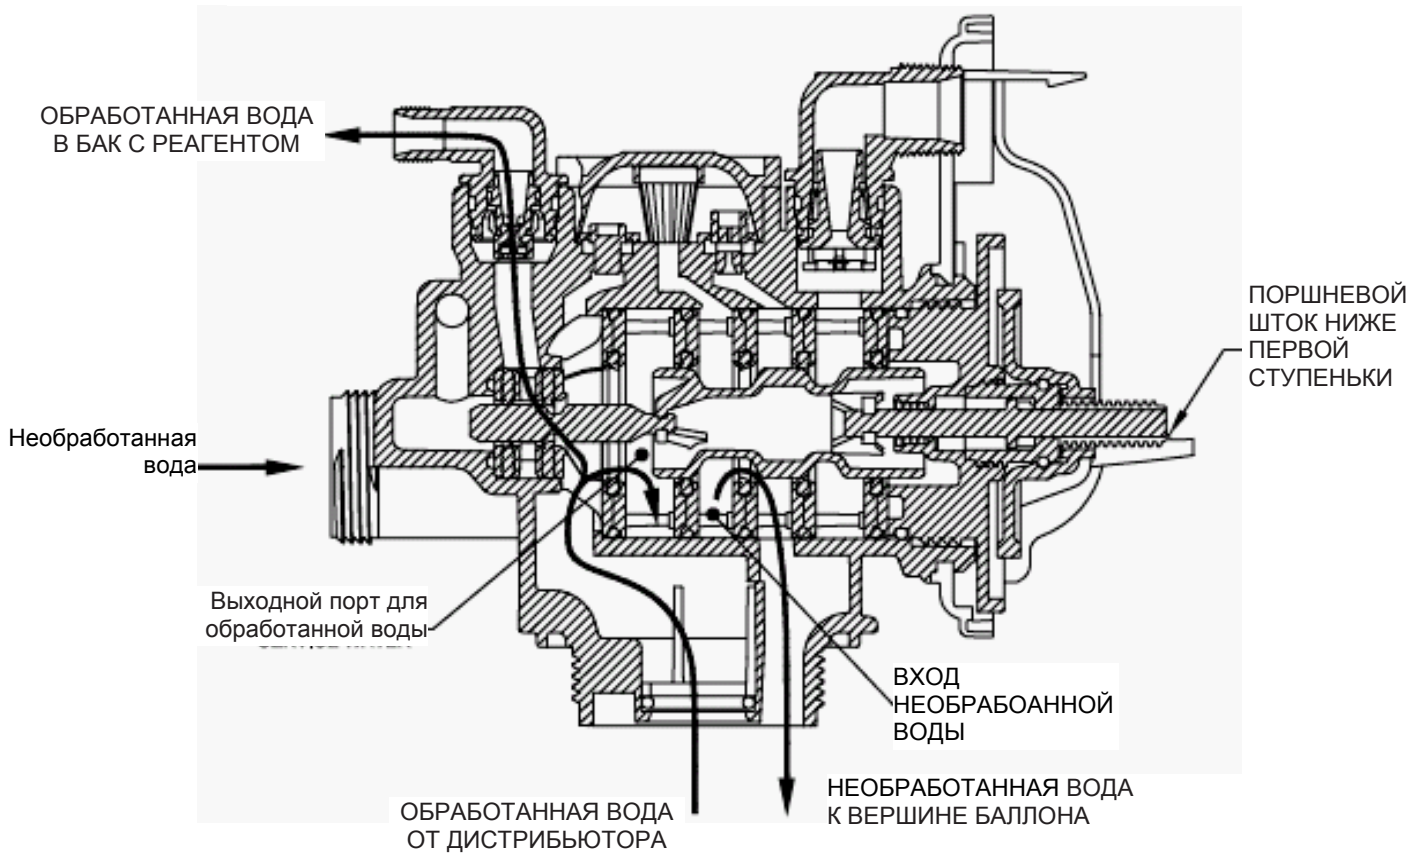 ОБРАБОТАННАЯ ВОДА
В БАК С РЕАГЕНТОМ
ПОРШНЕВОЙ
ШТОК НИЖЕ
ПЕРВОЙ
СТУПЕНЬКИ
Необработанная
вода
Выходной порт для
обработанной воды
ВХОД
НЕОБРАБОАННОЙ
ВОДЫ
НЕОБРАБОТАННАЯ ВОДА
К ВЕРШИНЕ БАЛЛОНА
ОБРАБОТАННАЯ ВОДА
ОТ ДИСТРИБЬЮТОРА